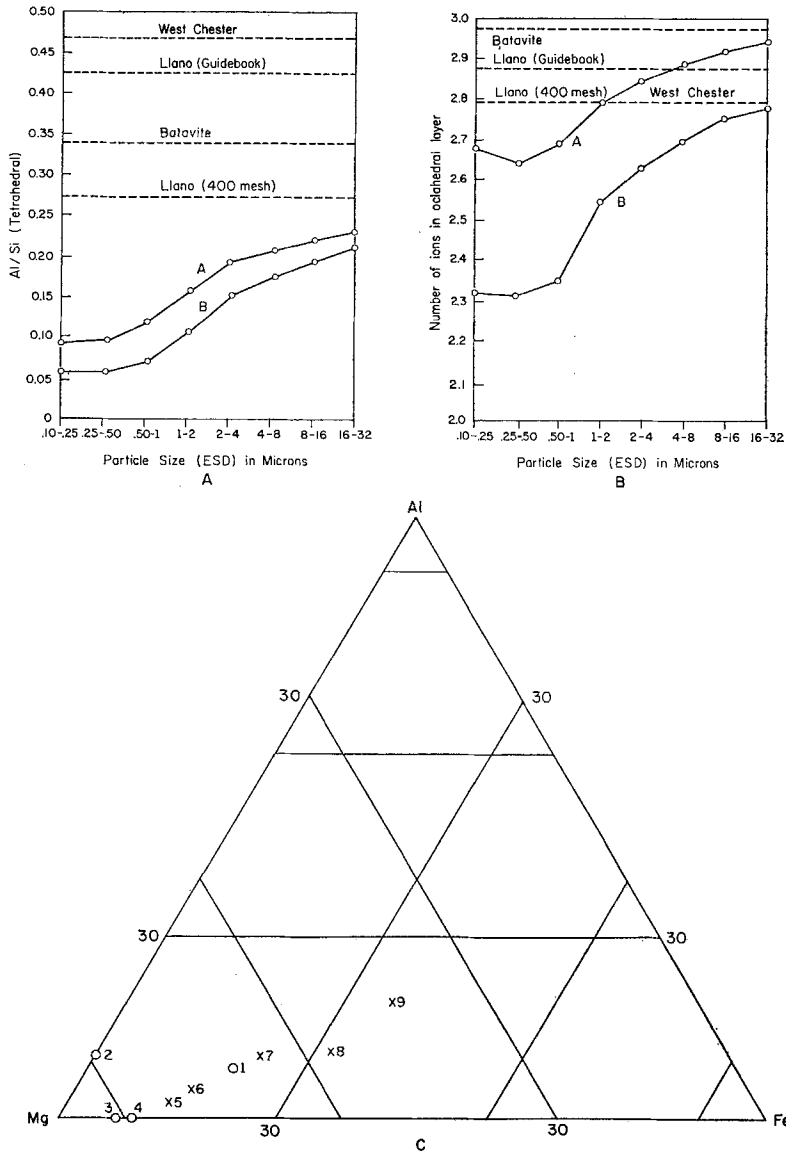 0.50
0.45
0.40
0.35
0.30
0.25
0.20
0.15
0.10
0.05
0
Al/Si (Tetrahedral)
West Chester
Llano (Guidebook)
Batavite
Llano (400 mesh)
A
B
.10-.25 .25-.50 .50-1 1-2 2-4 4-8 8-16 16-32
Particle Size (ESD) in Microns
A
3.0
2.9
2.8
2.7
2.6
2.5
2.4
2.3
2.2
2.1
2.0
Number of ions in octahedral layer
Batavite
Llano (Guidebook)
Llano (400 mesh) West Chester
A
B
.10-.25 .25-50 .50-1 1-2 2-4 4-8 8-16 16-32
Particle Size (ESD) in Microns
B
Al
30 30
30 30
x9
2 1 x7 x8
x5 x6
Mg 3 4 Fe
30 30
C